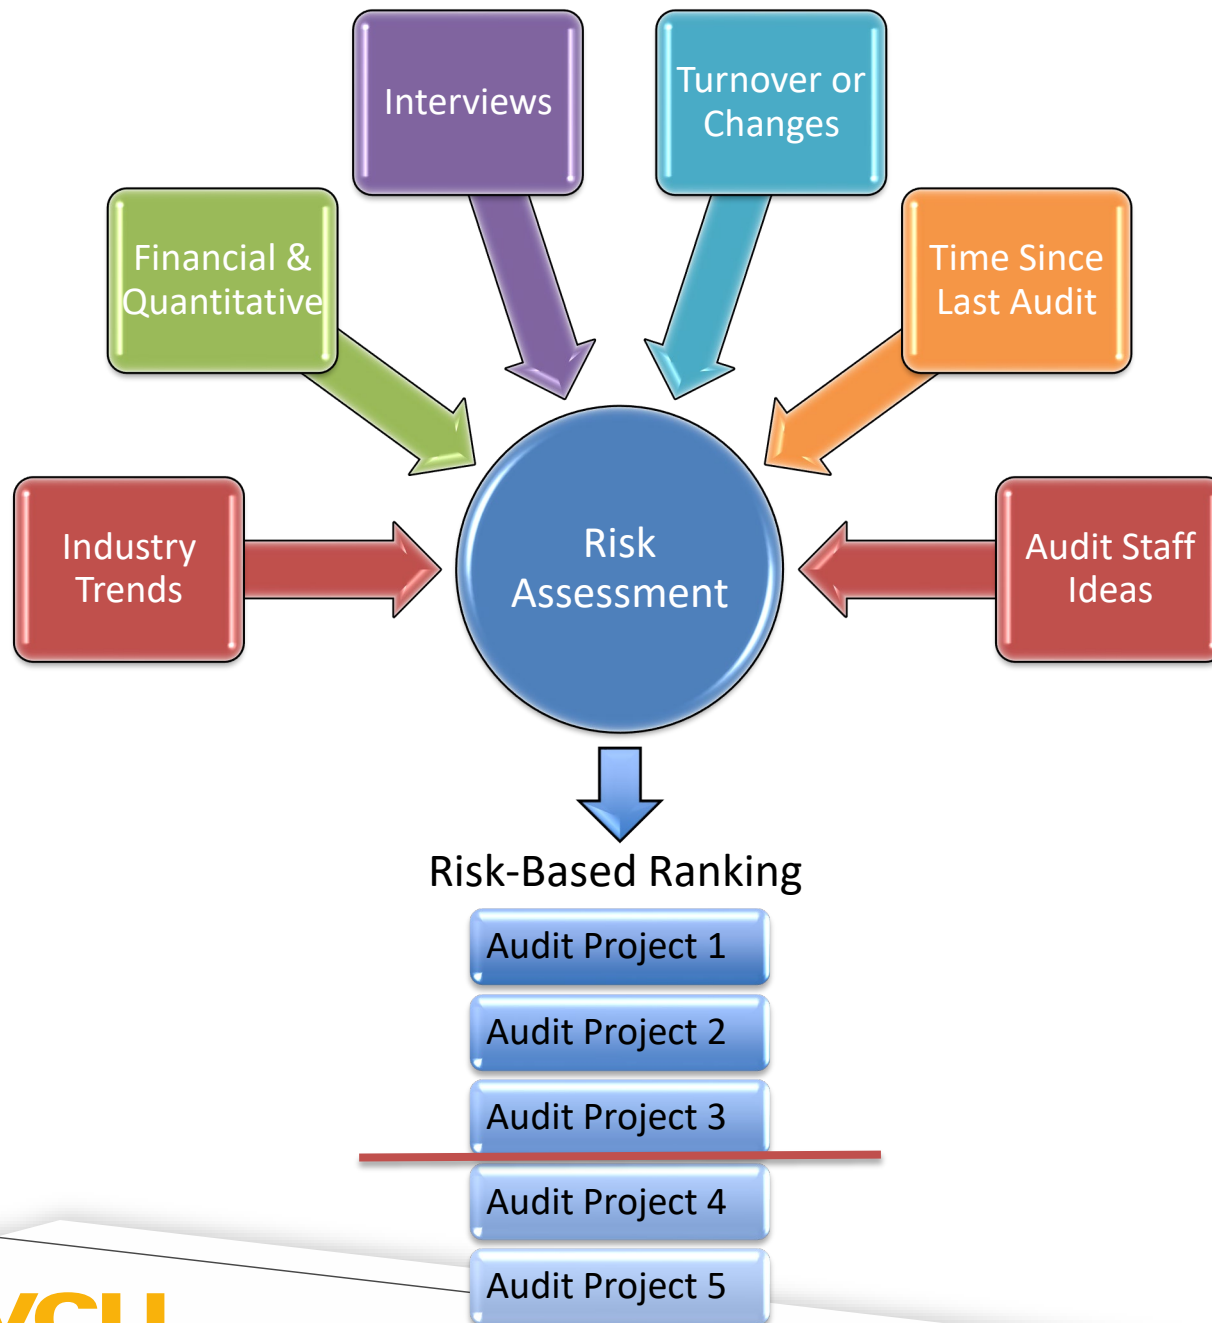 Interviews
Turnover or
Changes
Financial &
Quantitative
Time Since
Last Audit
Industry
Trends
Risk
Assessment
Audit Staff
Ideas
Risk-Based Ranking
Audit Project 1
Audit Project 2
Audit Project 3
Audit Project 4
Audit Project 5
VCU